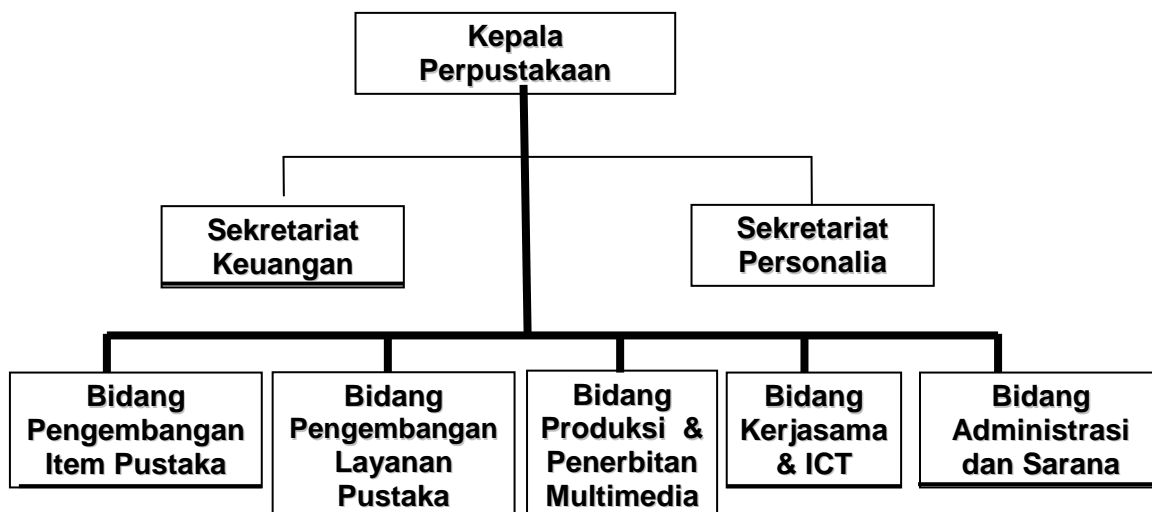 Kepala
Perpustakaan
Sekretariat
Keuangan
Sekretariat
Personalia
Bidang
Pengembangan
Item Pustaka
Bidang
Pengembangan
Layanan
Pustaka
Bidang
Produksi & 
Penerbitan
Multimedia
Bidang
Kerjasama
& ICT
Bidang
Administrasi
dan Sarana